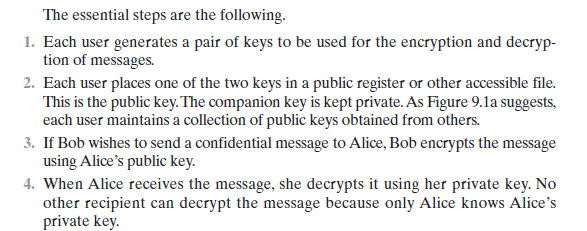 The essential steps are the following.
1. Each user generates a pair of keys to be used for the encryption and decryp-
tion of messages.
2. Each user places one of the two keys in a public register or other accessible file.
This is the public key. The companion key is kept private. As Figure 9.1a suggests,
each user maintains a collection of public keys obtained from others.
3. If Bob wishes to send a confidential message to Alice, Bob encrypts the message
using Alice’s public key.
4. When Alice receives the message, she decrypts it using her private key. No
other recipient can decrypt the message because only Alice knows Alice’s
private key.